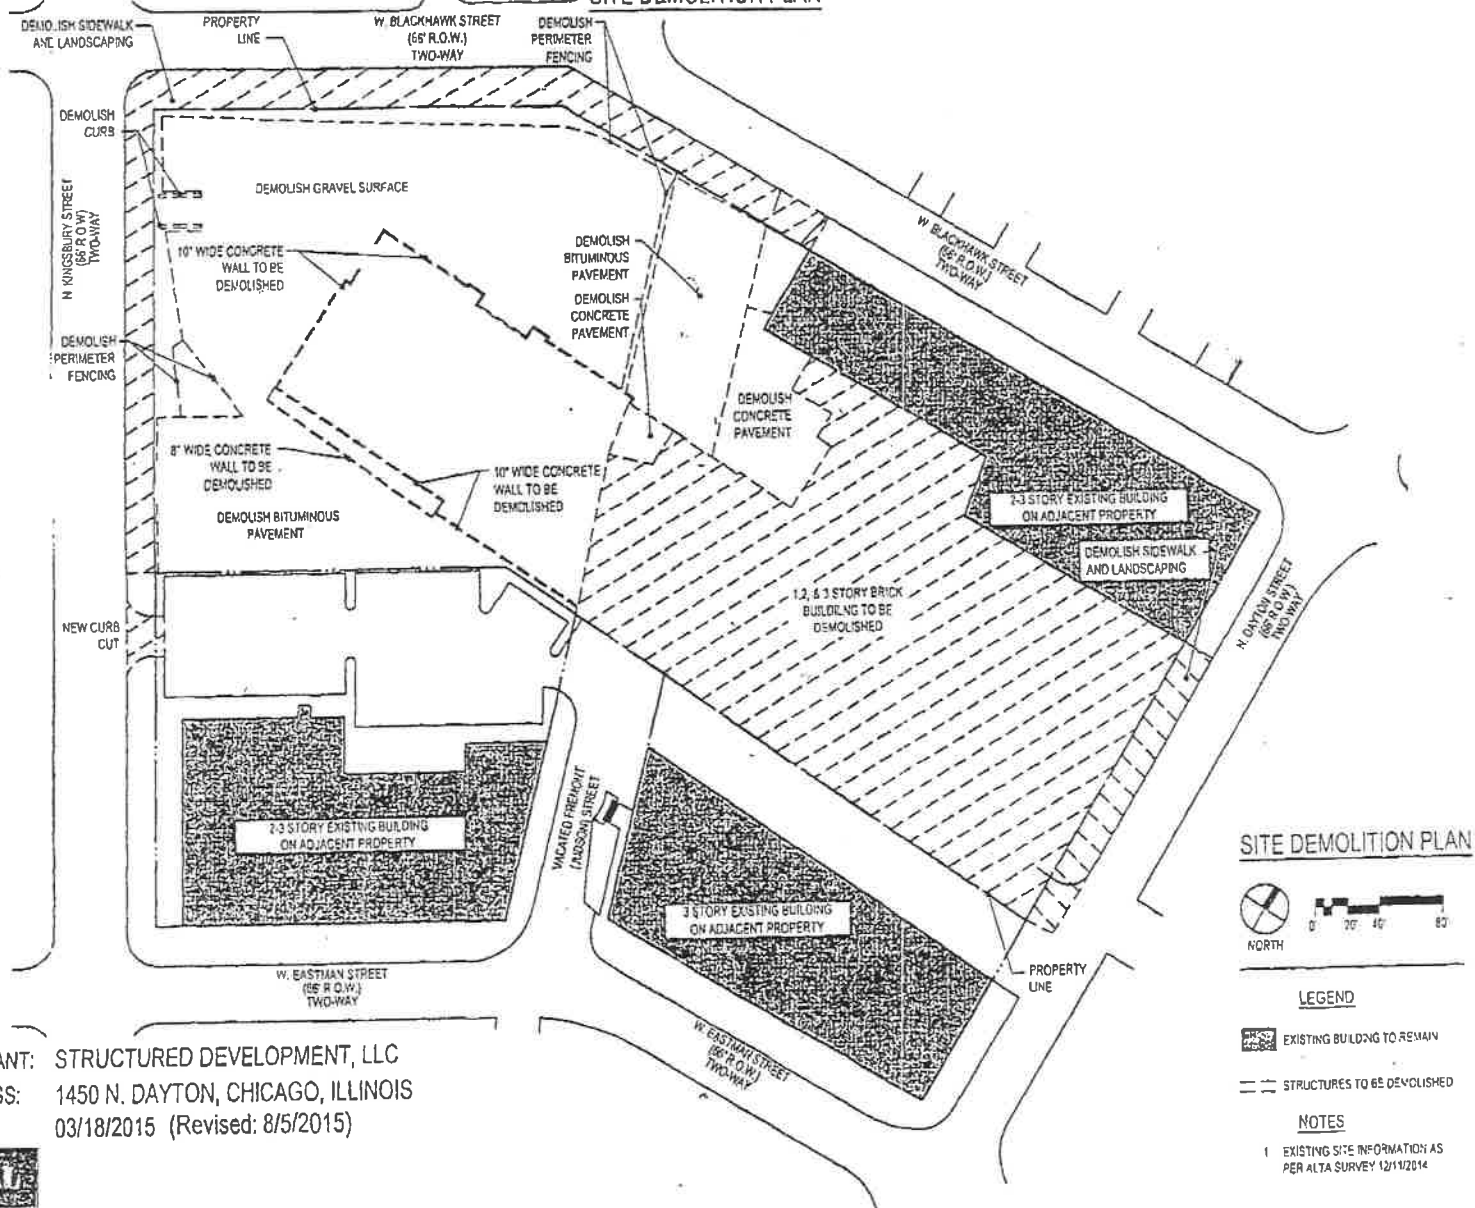 SITE DEMOLITION PLAN
DEMOLISH SIDEWALK
AND LANDSCAPING
PROPERTY
LINE
W. BLACKHAWK STREET
(66' R.O.W.)
TWO-WAY
DEMOLISH
PERIMETER
FENCING
DEMOLISH
CURB
N KINGSBURY STREET
(66' R.O.W)
TWO-WAY
DEMOLISH GRAVEL SURFACE
10" WIDE CONCRETE
WALL TO BE
DEMOLISHED
DEMOLISH
BITUMINOUS
PAVEMENT
DEMOLISH
CONCRETE
PAVEMENT
W. BLACKHAWK STREET
(66' R.O.W.)
TWO-WAY
DEMOLISH
PERIMETER
FENCING
DEMOLISH
CONCRETE
PAVEMENT
8" WIDE CONCRETE
WALL TO BE
DEMOLISHED
10" WIDE CONCRETE
WALL TO BE
DEMOLISHED
DEMOLISH BITUMINOUS
PAVEMENT
2-3 STORY EXISTING BUILDING
ON ADJACENT PROPERTY
DEMOLISH SIDEWALK
AND LANDSCAPING
1,2, & 3 STORY BRICK
BUILDING TO BE
DEMOLISHED
N. DAYTON STREET
(66' R.O.W.)
TWO-WAY
NEW CURB
CUT
2-3 STORY EXISTING BUILDING
ON ADJACENT PROPERTY
VACATED FREMONT
STREET
3 STORY EXISTING BUILDING
ON ADJACENT PROPERTY
PROPERTY
LINE
W. EASTMAN STREET
(66' R.O.W.)
TWO-WAY
W. EASTMAN STREET
(66' R.O.W.)
TWO-WAY
SITE DEMOLITION PLAN
NORTH
0' 20' 40' 80'
LEGEND
EXISTING BUILDING TO REMAIN
STRUCTURES TO BE DEMOLISHED
NOTES
1 EXISTING SITE INFORMATION AS
PER ALTA SURVEY 12/11/2014
ANT: STRUCTURED DEVELOPMENT, LLC
SS: 1450 N. DAYTON, CHICAGO, ILLINOIS
03/18/2015 (Revised: 8/5/2015)